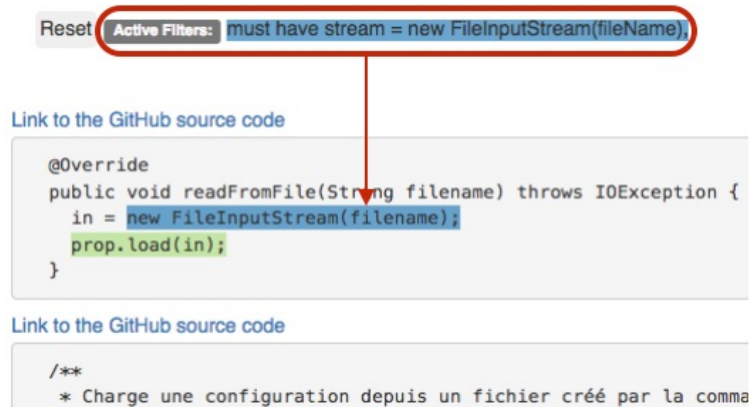 Reset Active Filters: must have stream = new FileInputStream(fileName),
Link to the GitHub source code
@Override
public void readFromFile(String filename) throws IOException {
in = new FileInputStream(filename);
prop.load(in);
}
Link to the GitHub source code
/**
* Charge une configuration depuis un fichier créé par la comma